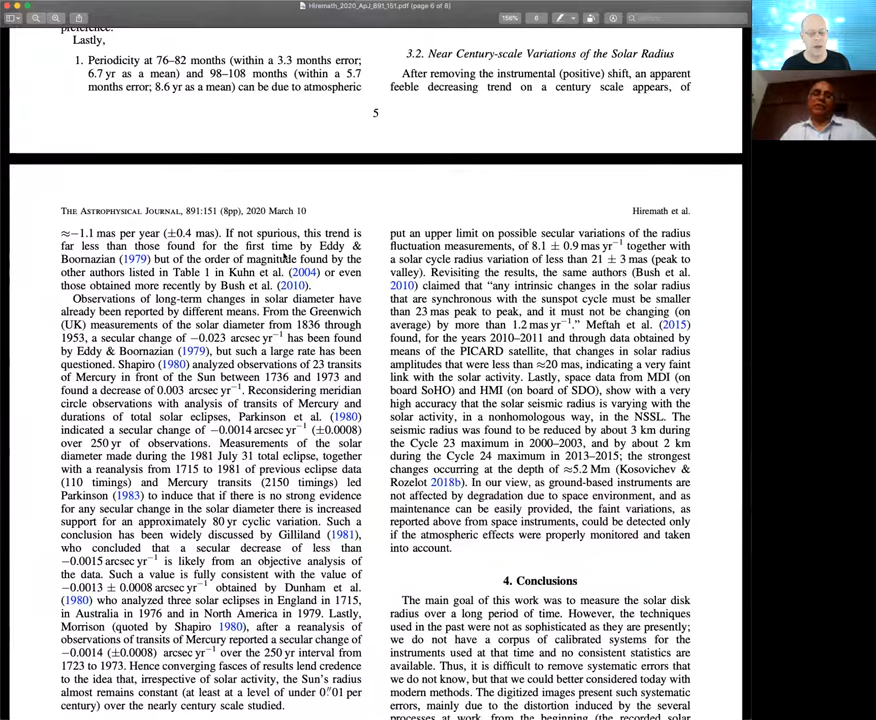 Hiremath_2020_ApJ_891_151.pdf (page 6 of 8)
156%
6
Search
preference.
Lastly,
1. Periodicity at 76–82 months (within a 3.3 months error;
6.7 yr as a mean) and 98–108 months (within a 5.7
months error; 8.6 yr as a mean) can be due to atmospheric
3.2. Near Century-scale Variations of the Solar Radius
After removing the instrumental (positive) shift, an apparent
feeble decreasing trend on a century scale appears, of
5
The Astrophysical Journal, 891:151 (8pp), 2020 March 10
Hiremath et al.
≈−1.1 mas per year (±0.4 mas). If not spurious, this trend is
far less than those found for the first time by Eddy &
Boornazian (1979) but of the order of magnitude found by the
other authors listed in Table 1 in Kuhn et al. (2004) or even
those obtained more recently by Bush et al. (2010).
Observations of long-term changes in solar diameter have
already been reported by different means. From the Greenwich
(UK) measurements of the solar diameter from 1836 through
1953, a secular change of −0.023 arcsec yr−1 has been found
by Eddy & Boornazian (1979), but such a large rate has been
questioned. Shapiro (1980) analyzed observations of 23 transits
of Mercury in front of the Sun between 1736 and 1973 and
found a decrease of 0.003 arcsec yr−1. Reconsidering meridian
circle observations with analysis of transits of Mercury and
durations of total solar eclipses, Parkinson et al. (1980)
indicated a secular change of −0.0014 arcsec yr−1 (±0.0008)
over 250 yr of observations. Measurements of the solar
diameter made during the 1981 July 31 total eclipse, together
with a reanalysis from 1715 to 1981 of previous eclipse data
(110 timings) and Mercury transits (2150 timings) led
Parkinson (1983) to induce that if there is no strong evidence
for any secular change in the solar diameter there is increased
support for an approximately 80 yr cyclic variation. Such a
conclusion has been widely discussed by Gilliland (1981),
who concluded that a secular decrease of less than
−0.0015 arcsec yr−1 is likely from an objective analysis of
the data. Such a value is fully consistent with the value of
−0.0013 ± 0.0008 arcsec yr−1 obtained by Dunham et al.
(1980) who analyzed three solar eclipses in England in 1715,
in Australia in 1976 and in North America in 1979. Lastly,
Morrison (quoted by Shapiro 1980), after a reanalysis of
observations of transits of Mercury reported a secular change of
−0.0014 (±0.0008) arcsec yr−1 over the 250 yr interval from
1723 to 1973. Hence converging fasces of results lend credence
to the idea that, irrespective of solar activity, the Sun's radius
almost remains constant (at least at a level of under 0.″01 per
century) over the nearly century scale studied.
put an upper limit on possible secular variations of the radius
fluctuation measurements, of 8.1 ± 0.9 mas yr−1 together with
a solar cycle radius variation of less than 21 ± 3 mas (peak to
valley). Revisiting the results, the same authors (Bush et al.
2010) claimed that “any intrinsic changes in the solar radius
that are synchronous with the sunspot cycle must be smaller
than 23 mas peak to peak, and it must not be changing (on
average) by more than 1.2 mas yr−1.” Meftah et al. (2015)
found, for the years 2010–2011 and through data obtained by
means of the PICARD satellite, that changes in solar radius
amplitudes that were less than ≈20 mas, indicating a very faint
link with the solar activity. Lastly, space data from MDI (on
board SoHO) and HMI (on board of SDO), show with a very
high accuracy that the solar seismic radius is varying with the
solar activity, in a nonhomologous way, in the NSSL. The
seismic radius was found to be reduced by about 3 km during
the Cycle 23 maximum in 2000–2003, and by about 2 km
during the Cycle 24 maximum in 2013–2015; the strongest
changes occurring at the depth of ≈5.2 Mm (Kosovichev &
Rozelot 2018b). In our view, as ground-based instruments are
not affected by degradation due to space environment, and as
maintenance can be easily provided, the faint variations, as
reported above from space instruments, could be detected only
if the atmospheric effects were properly monitored and taken
into account.
4. Conclusions
The main goal of this work was to measure the solar disk
radius over a long period of time. However, the techniques
used in the past were not as sophisticated as they are presently;
we do not have a corpus of calibrated systems for the
instruments used at that time and no consistent statistics are
available. Thus, it is difficult to remove systematic errors that
we do not know, but that we could better considered today with
modern methods. The digitized images present such systematic
errors, mainly due to the distortion induced by the several
processes at work, from the beginning (the recorded solar